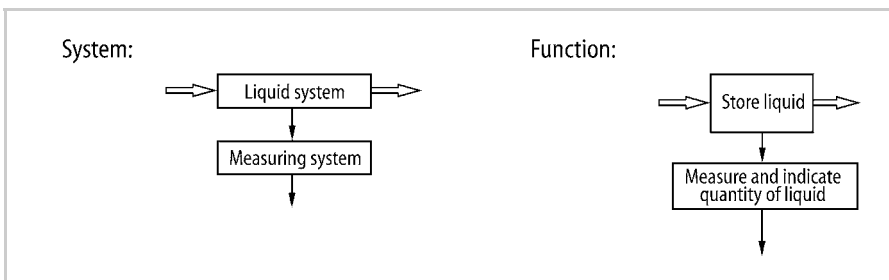 System:
Function:
Liquid system
Store liquid
Measuring system
Measure and indicate
quantity of liquid